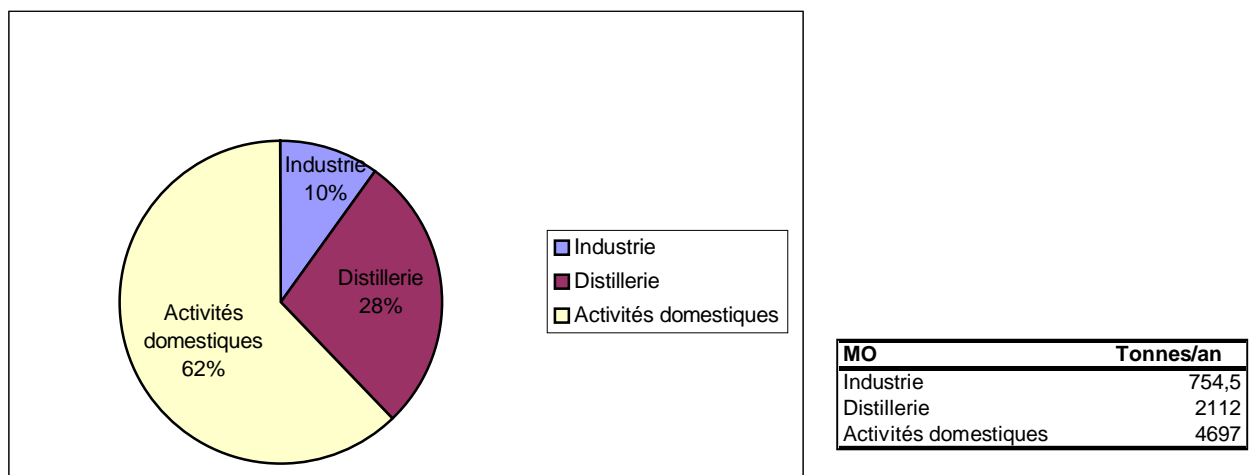 Industrie
10%
Distillerie
28%
Activités
domestiques
62%
Industrie
Distillerie
Activités domestiques
MO Tonnes/an
Industrie 754,5
Distillerie 2112
Activités domestiques 4697